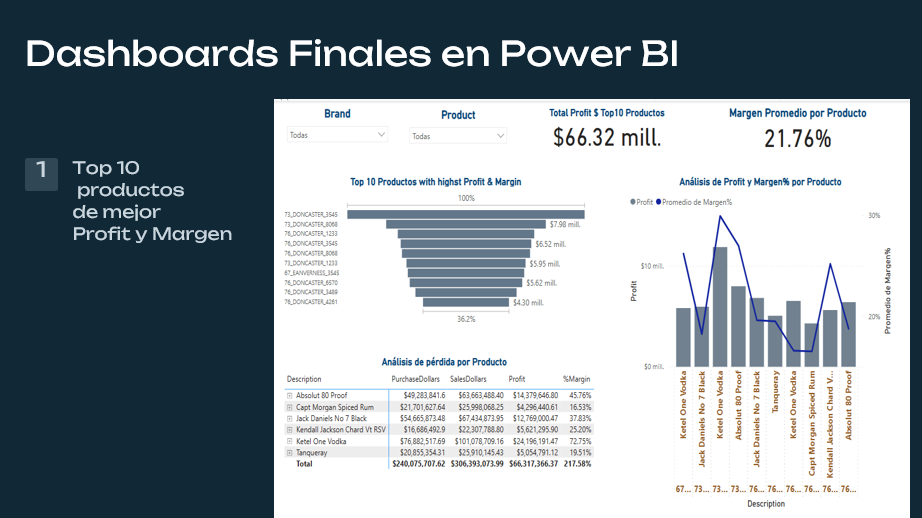 Dashboards Finales en Power BI
1
Top 10
productos
de mejor
Profit y Margen
Brand
Todas
Product
Todas
Total Profit $ Top10 Productos
$66.32 mill.
Margen Promedio por Producto
21.76%
Top 10 Productos with highst Profit & Margin
100%
73_DONCASTER_3545
73_DONCASTER_8068
$7.98 mill.
76_DONCASTER_1233
76_DONCASTER_3545
$6.52 mill.
76_DONCASTER_8068
73_DONCASTER_1233
$5.95 mill.
67_EANVERNESS_3545
76_DONCASTER_6570
$5.62 mill.
76_DONCASTER_3489
76_DONCASTER_4261
$4.30 mill.
36.2%
Análisis de Profit y Margen% por Producto
Profit Promedio de Margen%
30%
20%
$10 mill.
$0 mill.
Profit
Promedio de Margen%
Ketel One Vodka
Jack Daniels No 7 Black
Ketel One Vodka
Absolut 80 Proof
Jack Daniels No 7 Black
Tanqueray
Ketel One Vodka
Capt Morgan Spiced Rum
Kendall Jackson Chard V...
Absolut 80 Proof
67... 73... 73... 73... 76... 76... 76... 76... 76... 76...
Description
Análisis de pérdida por Producto
Description PurchaseDollars SalesDollars Profit %Margin
Absolut 80 Proof $49,283,841.6 $63,663,488.40 $14,379,646.80 45.76%
Capt Morgan Spiced Rum $21,701,627.64 $25,998,068.25 $4,296,440.61 16.53%
Jack Daniels No 7 Black $54,665,873.48 $67,434,873.95 $12,769,000.47 37.83%
Kendall Jackson Chard Vt RSV $16,686,492.9 $22,307,788.80 $5,621,295.90 25.20%
Ketel One Vodka $76,882,517.69 $101,078,709.16 $24,196,191.47 72.75%
Tanqueray $20,855,354.31 $25,910,145.43 $5,054,791.12 19.51%
Total $240,075,707.62 $306,393,073.99 $66,317,366.37 217.58%